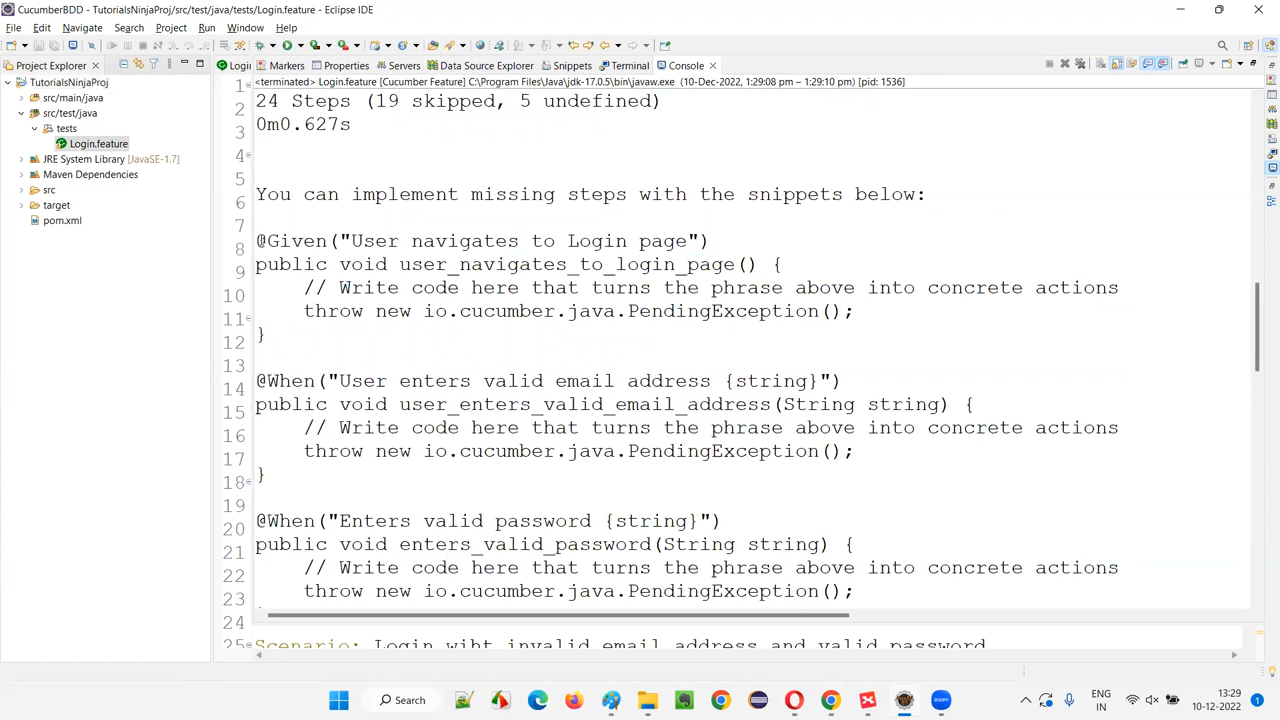 CucumberBDD - TutorialsNinjaProj/src/test/java/tests/Login.feature - Eclipse IDE
File Edit Navigate Search Project Run Window Help
Project Explorer
Logi Markers Properties Servers Data Source Explorer Snippets Terminal Console
<terminated> Login.feature [Cucumber Feature] C:\Program Files\Java\jdk-17.0.5\bin\javaw.exe (10-Dec-2022, 1:29:08 pm – 1:29:10 pm) [pid: 1536]
TutorialsNinjaProj
src/main/java
src/test/java
tests
Login.feature
JRE System Library [JavaSE-1.7]
Maven Dependencies
src
target
pom.xml
1
2
3
4
5
6
7
8
9
10
11
12
13
14
15
16
17
18
19
20
21
22
23
24
25
24 Steps (19 skipped, 5 undefined)
0m0.627s
You can implement missing steps with the snippets below:
@Given("User navigates to Login page")
public void user_navigates_to_login_page() {
// Write code here that turns the phrase above into concrete actions
throw new io.cucumber.java.PendingException();
}
@When("User enters valid email address {string}")
public void user_enters_valid_email_address(String string) {
// Write code here that turns the phrase above into concrete actions
throw new io.cucumber.java.PendingException();
}
@When("Enters valid password {string}")
public void enters_valid_password(String string) {
// Write code here that turns the phrase above into concrete actions
throw new io.cucumber.java.PendingException();
Scenario: Login wiht invalid email address and valid password
Search
ENG
IN
13:29
10-12-2022
1